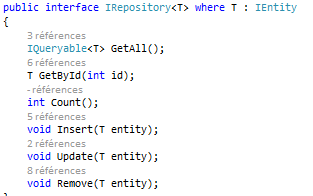 public interface IRepository<T> where T : IEntity
{
3 références
IQueryable<T> GetAll();
6 références
T GetById(int id);
-références
int Count();
5 références
void Insert(T entity);
2 références
void Update(T entity);
8 références
void Remove(T entity);
}